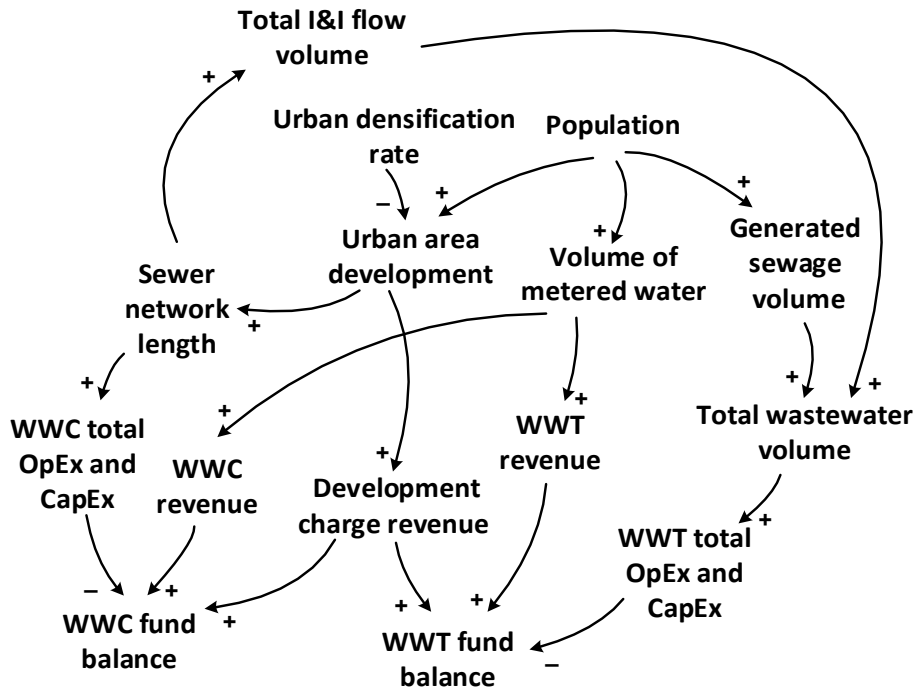 Total I&I flow
volume
+
Urban densification
rate
Population
–
+
+
+
Urban area
development
Volume of
metered water
Generated
sewage
volume
Sewer
network
length
+
+
+
+
+
+
WWC total
OpEx and
CapEx
WWC
revenue
+
Development
charge revenue
WWT
revenue
Total wastewater
volume
+
WWT total
OpEx and
CapEx
–
+
+
+
+
WWC fund
balance
WWT fund
balance
–